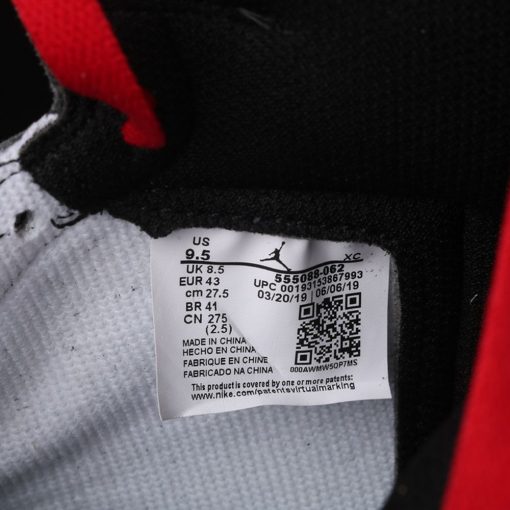 US
9.5
XC
UK 8.5
EUR 43
cm 27.5
BR 41
CN 275
(2.5)
555088-062
UPC 00193153867993
03/20/19 06/06/19
000AWMW5OP7MS
MADE IN CHINA
HECHO EN CHINA
FABRIQUE EN CHINE
FABRICADO EN CHINA
This product is covered by one or more patents:
www.nike.com/patentsvirtualmarking